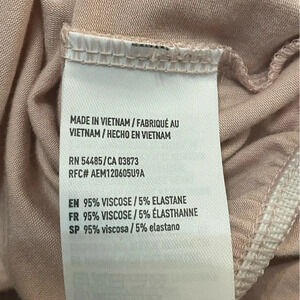 MADE IN VIETNAM / FABRIQUÉ AU
VIETNAM / HECHO EN VIETNAM
RN 54485/CA 03873
RFC# AEM120605U9A
EN 95% VISCOSE / 5% ELASTANE
FR 95% VISCOSE / 5% ÉLASTHANNE
SP 95% viscosa / 5% elastano